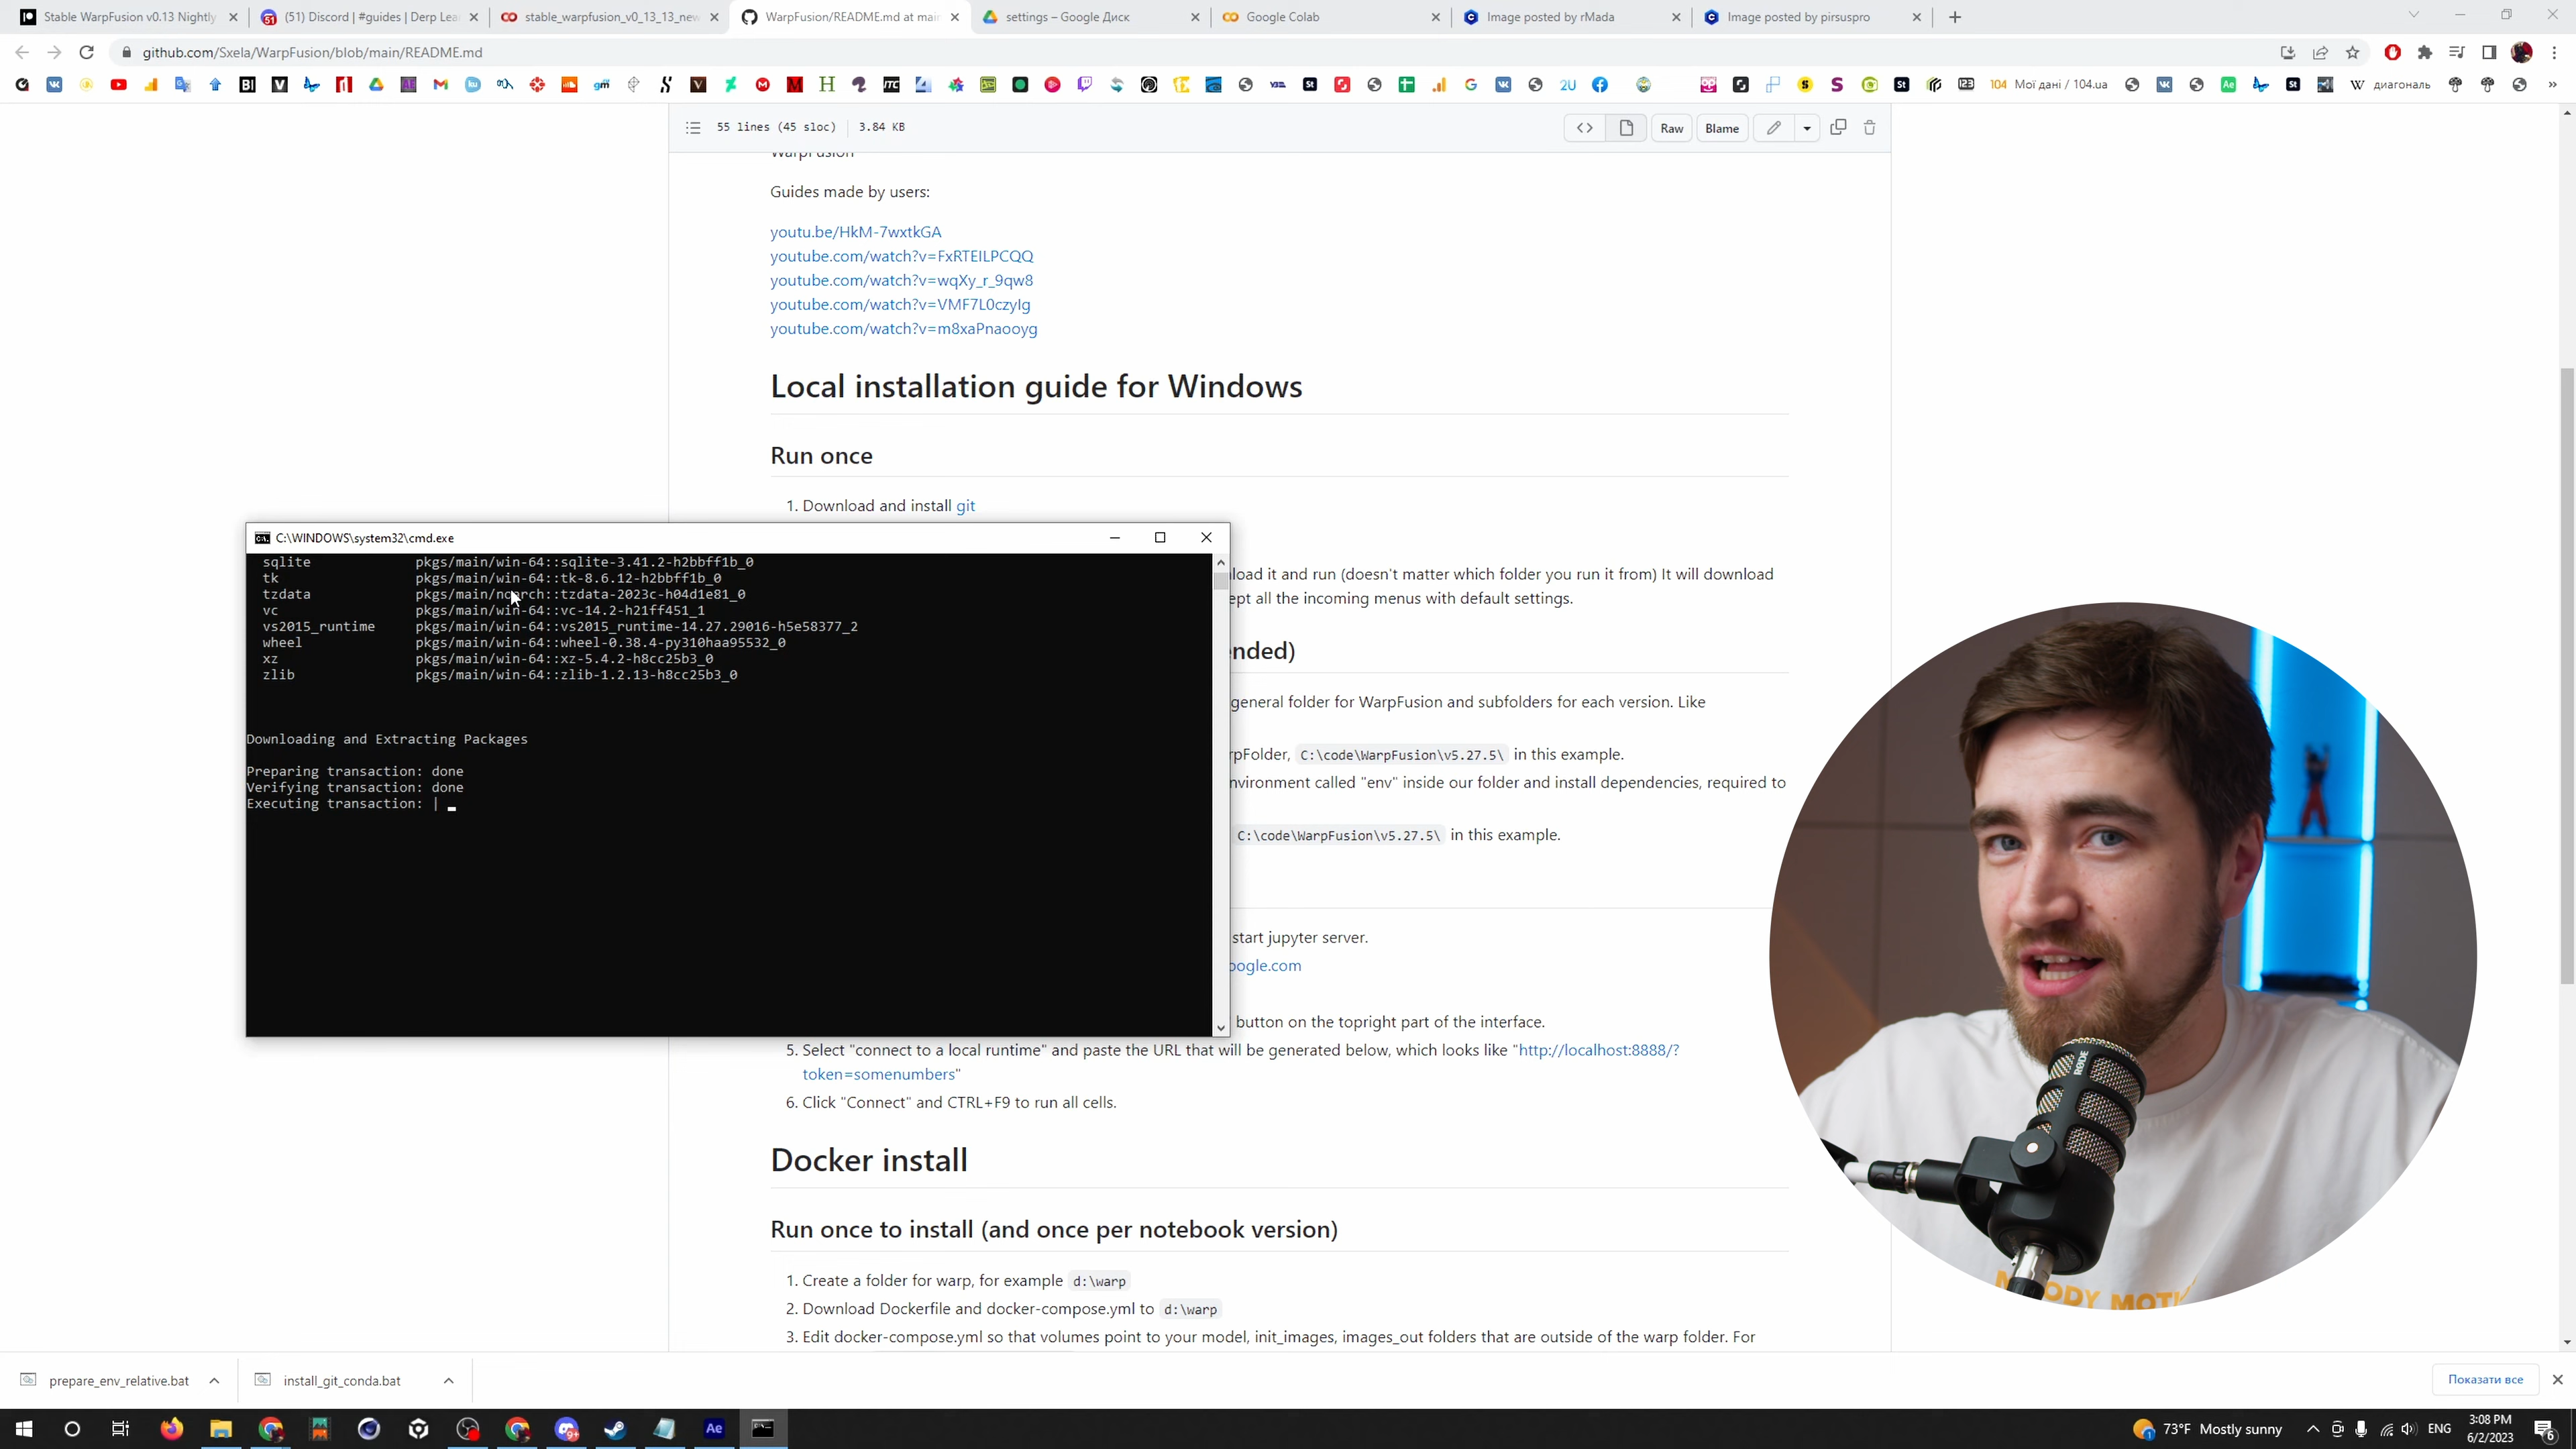 Stable WarpFusion v0.13 Nightly
(51) Discord | #guides | Derp Lea
stable_warpfusion_v0_13_13_new
WarpFusion/README.md at main
settings – Google Диск
Google Colab
Image posted by rMada
Image posted by pirsuspro
github.com/Sxela/WarpFusion/blob/main/README.md
104 Мої дані / 104.ua
диагональ
55 lines (45 sloc)
3.84 KB
Raw
Blame
WarpFusion
Guides made by users:
youtu.be/HkM-7wxtkGA
youtube.com/watch?v=FxRTEILPCQQ
youtube.com/watch?v=wqXy_r_9qw8
youtube.com/watch?v=VMF7L0czyIg
youtube.com/watch?v=m8xaPnaooyg
Local installation guide for Windows
Run once
1. Download and install git
load it and run (doesn't matter which folder you run it from) It will download
ept all the incoming menus with default settings.
ended)
general folder for WarpFusion and subfolders for each version. Like
rpFolder, C:\code\WarpFusion\v5.27.5\ in this example.
nvironment called "env" inside our folder and install dependencies, required to
C:\code\WarpFusion\v5.27.5\ in this example.
start jupyter server.
oogle.com
button on the topright part of the interface.
5. Select "connect to a local runtime" and paste the URL that will be generated below, which looks like "http://localhost:8888/?
token=somenumbers"
6. Click "Connect" and CTRL+F9 to run all cells.
Docker install
Run once to install (and once per notebook version)
1. Create a folder for warp, for example d:\warp
2. Download Dockerfile and docker-compose.yml to d:\warp
3. Edit docker-compose.yml so that volumes point to your model, init_images, images_out folders that are outside of the warp folder. For
C:\WINDOWS\system32\cmd.exe
sqlite pkgs/main/win-64::sqlite-3.41.2-h2bbff1b_0
tk pkgs/main/win-64::tk-8.6.12-h2bbff1b_0
tzdata pkgs/main/noarch::tzdata-2023c-h04d1e81_0
vc pkgs/main/win-64::vc-14.2-h21ff451_1
vs2015_runtime pkgs/main/win-64::vs2015_runtime-14.27.29016-h5e58377_2
wheel pkgs/main/win-64::wheel-0.38.4-py310haa95532_0
xz pkgs/main/win-64::xz-5.4.2-h8cc25b3_0
zlib pkgs/main/win-64::zlib-1.2.13-h8cc25b3_0
Downloading and Extracting Packages
Preparing transaction: done
Verifying transaction: done
Executing transaction: |
RØDE
prepare_env_relative.bat
install_git_conda.bat
Показати все
73°F Mostly sunny
ENG
3:08 PM
6/2/2023